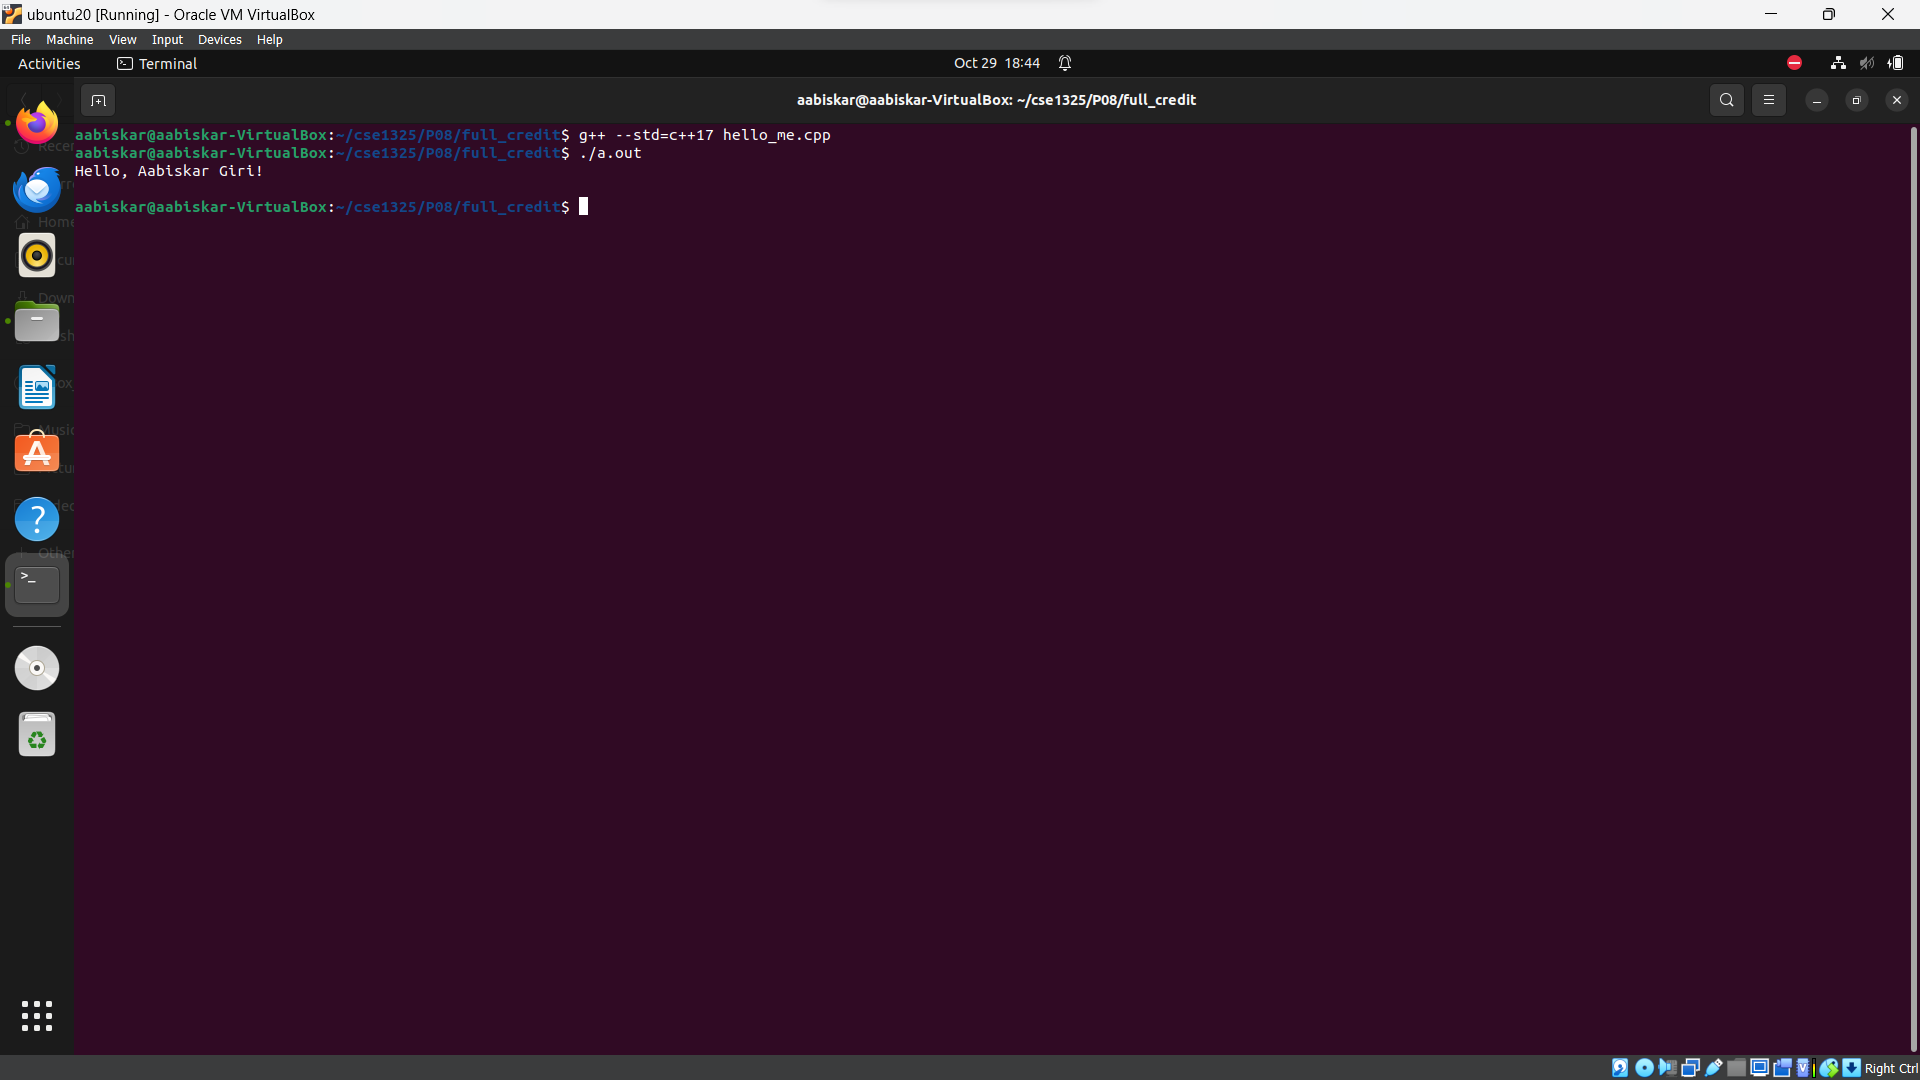 ubuntu20 [Running] - Oracle VM VirtualBox
File Machine View Input Devices Help
Activities Terminal Oct 29 18:44
aabiskar@aabiskar-VirtualBox: ~/cse1325/P08/full_credit
aabiskar@aabiskar-VirtualBox:~/cse1325/P08/full_credit$ g++ --std=c++17 hello_me.cpp
aabiskar@aabiskar-VirtualBox:~/cse1325/P08/full_credit$ ./a.out
Hello, Aabiskar Giri!
aabiskar@aabiskar-VirtualBox:~/cse1325/P08/full_credit$
Home
Right Ctrl